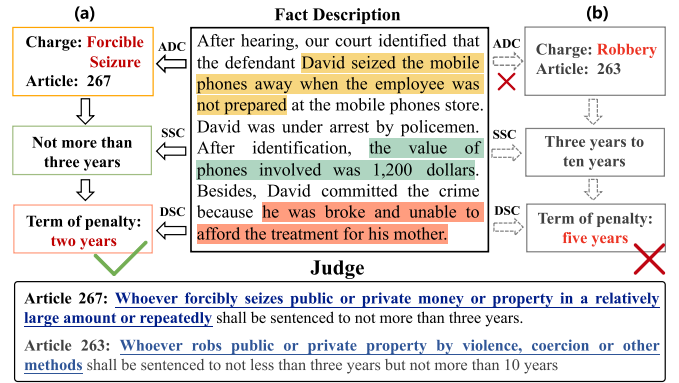 (a)
Fact Description
(b)
Charge: Forcible
Seizure
Article: 267
ADC
After hearing, our court identified that
the defendant David seized the mobile
phones away when the employee was
not prepared at the mobile phones store.
David was under arrest by policemen.
After identification, the value of
phones involved was 1,200 dollars.
Besides, David committed the crime
because he was broke and unable to
afford the treatment for his mother.
ADC
Charge: Robbery
Article: 263
Not more than
three years
SSC
SSC
Three years to
ten years
Term of penalty:
two years
DSC
DSC
Term of penalty:
five years
Judge
Article 267: Whoever forcibly seizes public or private money or property in a relatively
large amount or repeatedly shall be sentenced to not more than three years.
Article 263: Whoever robs public or private property by violence, coercion or other
methods shall be sentenced to not less than three years but not more than 10 years